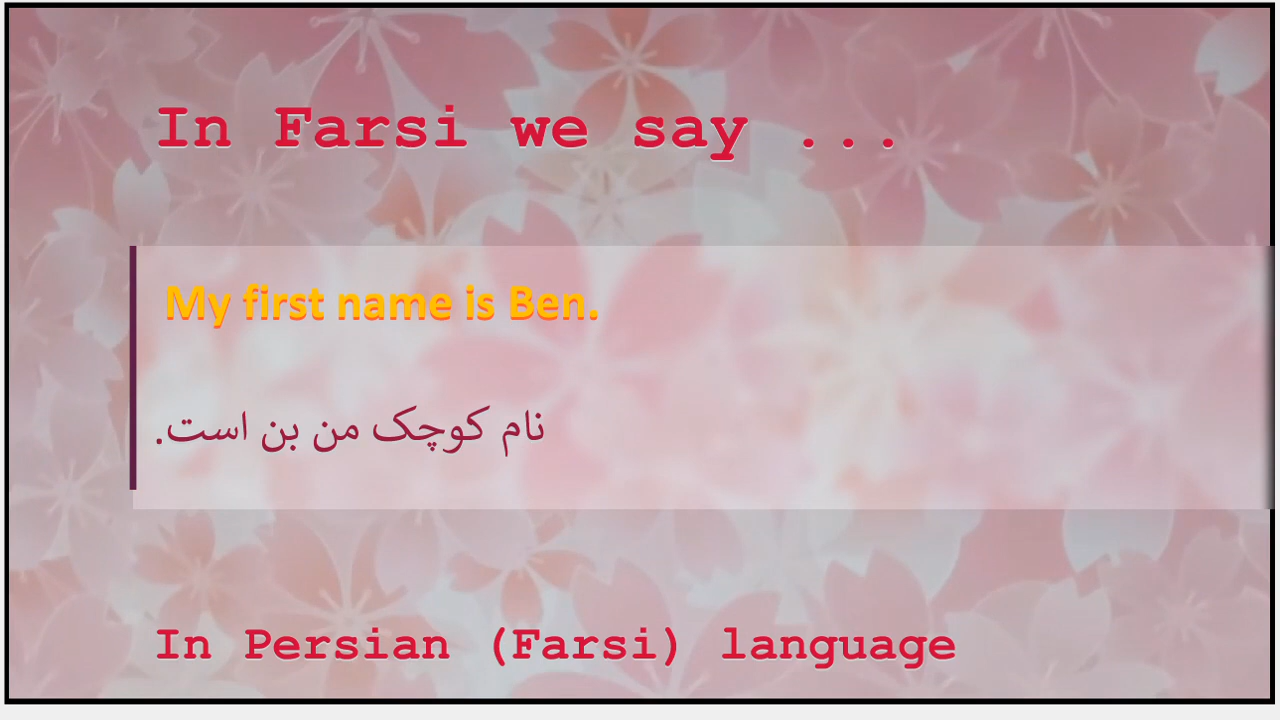 In Farsi we say ...
My first name is Ben.
نام کوچک من بن است.
In Persian (Farsi) language